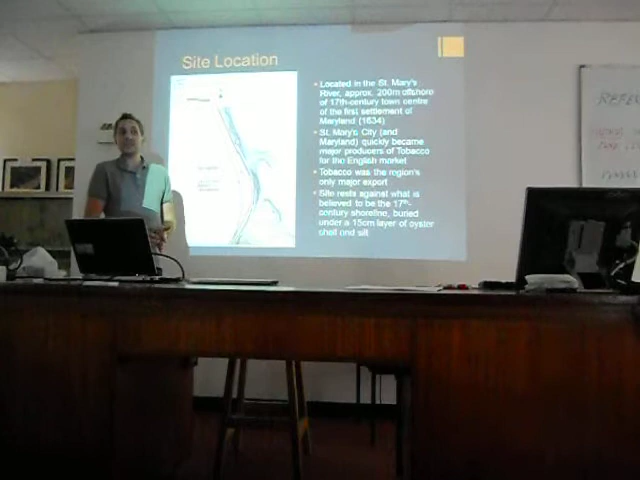 Site Location
• Located in the St. Mary's
River, approx. 200m offshore
of 17th-century town centre
of the first settlement of
Maryland (1634)
• St. Mary's City (and
Maryland) quickly became
major producers of Tobacco
for the English market
• Tobacco was the region's
only major export
• Site rests against what is
believed to be the 17th-
century shoreline, buried
under a 15cm layer of oyster
shell and silt